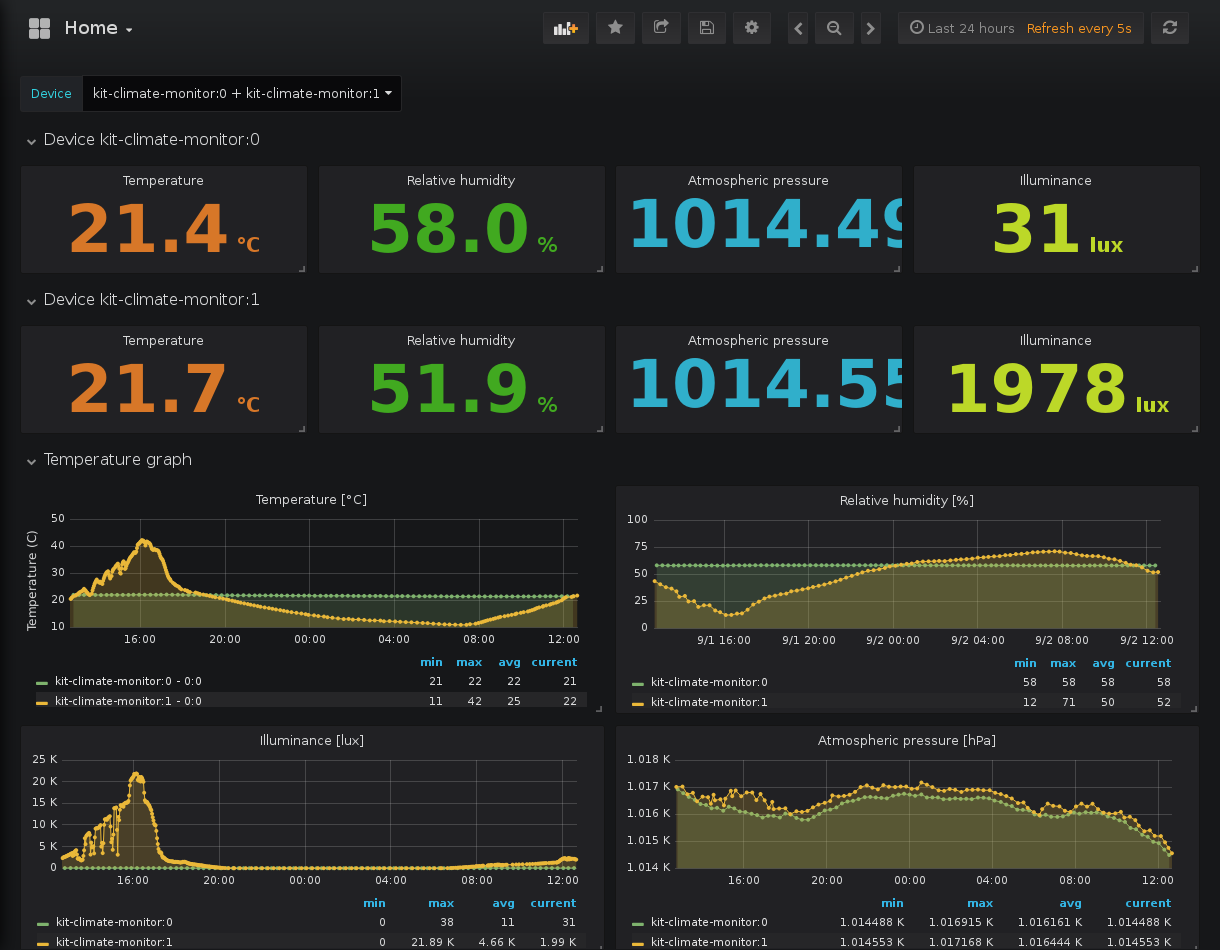 Home
Last 24 hours Refresh every 5s
Device kit-climate-monitor:0 + kit-climate-monitor:1
Device kit-climate-monitor:0
Temperature Relative humidity Atmospheric pressure Illuminance
21.4 °C 58.0 % 1014.49 31 lux
Device kit-climate-monitor:1
Temperature Relative humidity Atmospheric pressure Illuminance
21.7 °C 51.9 % 1014.55 1978 lux
Temperature graph
Temperature [°C]
Temperature (C)
50
40
30
20
10
16:00 20:00 00:00 04:00 08:00 12:00
min max avg current
kit-climate-monitor:0 - 0:0 21 22 22 21
kit-climate-monitor:1 - 0:0 11 42 25 22
Relative humidity [%]
100
75
50
25
0
9/1 16:00 9/1 20:00 9/2 00:00 9/2 04:00 9/2 08:00 9/2 12:00
min max avg current
kit-climate-monitor:0 58 58 58 58
kit-climate-monitor:1 12 71 50 52
Illuminance [lux]
25 K
20 K
15 K
10 K
5 K
0
16:00 20:00 00:00 04:00 08:00 12:00
min max avg current
kit-climate-monitor:0 0 38 11 31
kit-climate-monitor:1 0 21.89 K 4.66 K 1.99 K
Atmospheric pressure [hPa]
1.018 K
1.017 K
1.016 K
1.015 K
1.014 K
16:00 20:00 00:00 04:00 08:00 12:00
min max avg current
kit-climate-monitor:0 1.014488 K 1.016915 K 1.016161 K 1.014488 K
kit-climate-monitor:1 1.014553 K 1.017168 K 1.016444 K 1.014553 K